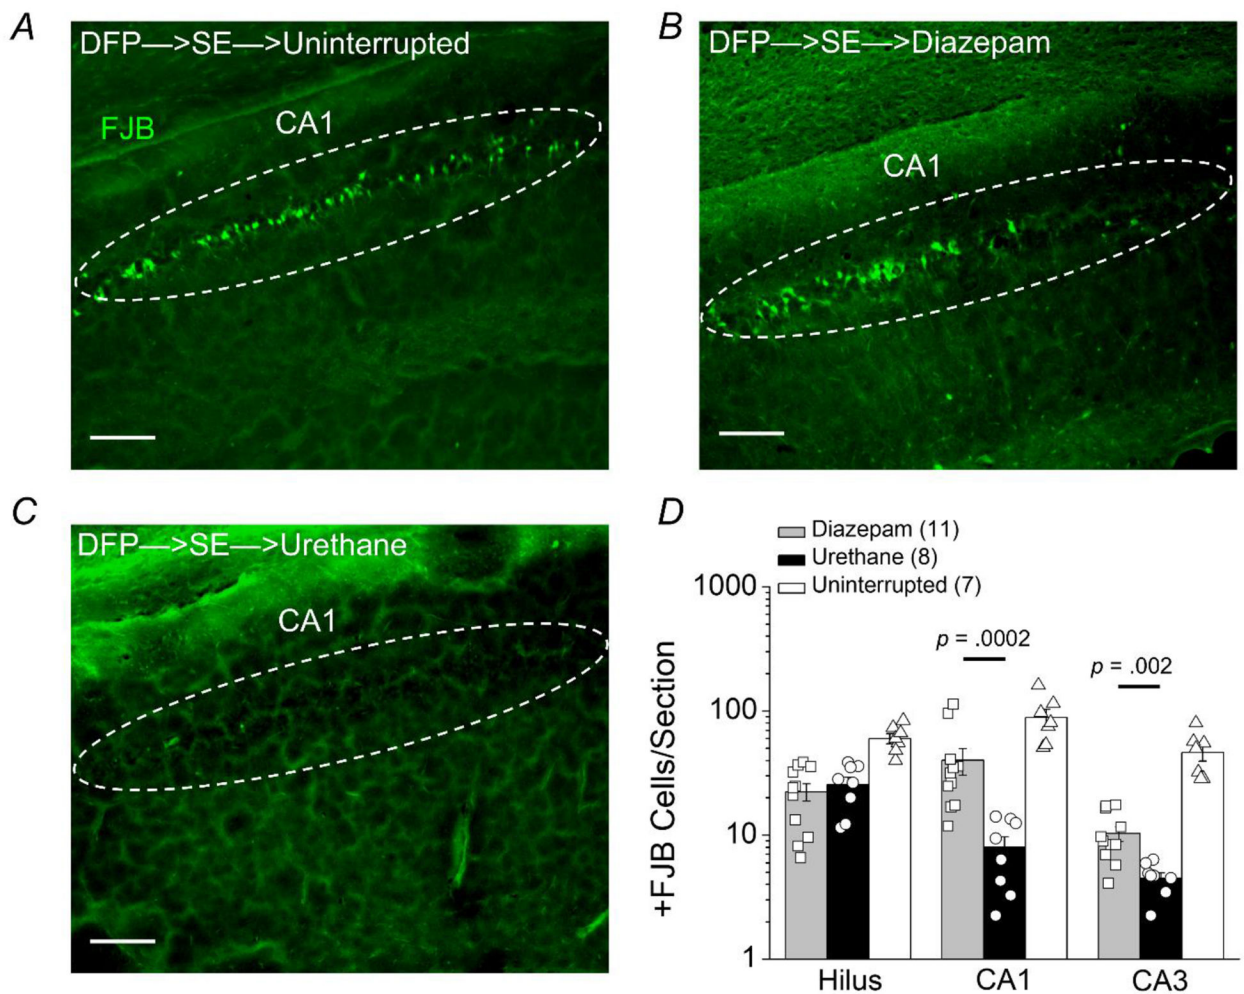 A
DFP—>SE—>Uninterrupted
FJB
CA1
B
DFP—>SE—>Diazepam
CA1
C
DFP—>SE—>Urethane
CA1
D
Diazepam (11)
Urethane (8)
Uninterrupted (7)
1000
100
10
1
+FJB Cells/Section
p = .0002
p = .002
Hilus
CA1
CA3